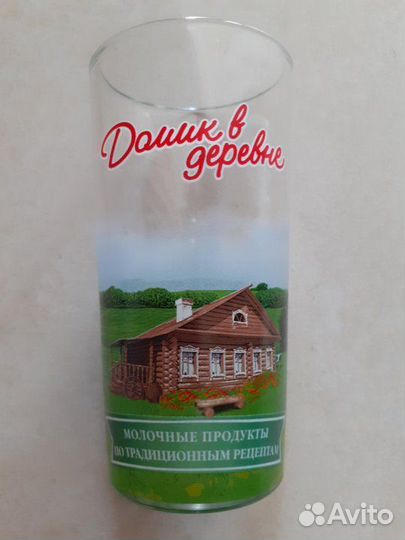 Домик в
деревне
МОЛОЧНЫЕ ПРОДУКТЫ
ПО ТРАДИЦИОННЫМ РЕЦЕПТАМ
Avito